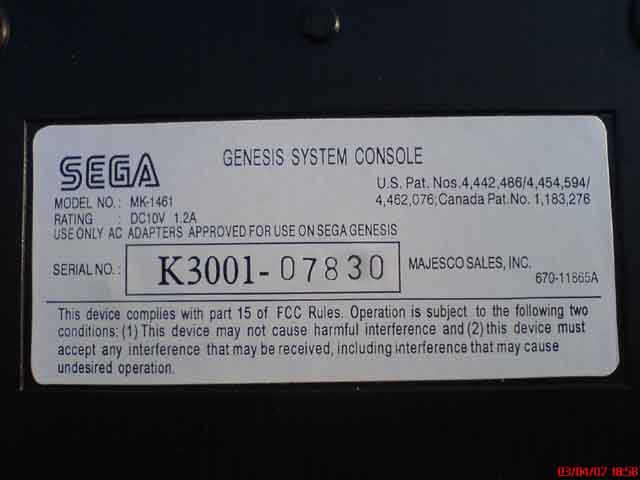 SEGA
GENESIS SYSTEM CONSOLE
U.S. Pat. Nos.4,442,486/4,454,594/
4,462,076;Canada Pat.No.1,183,276
MODEL NO.: MK-1461
RATING : DC10V 1.2A
USE ONLY AC ADAPTERS APPROVED FOR USE ON SEGA GENESIS
SERIAL NO.: K3001-07830 MAJESCO SALES, INC.
670-11865A
This device complies with part 15 of FCC Rules. Operation is subject to the following two
conditions: (1) This device may not cause harmful interference and (2) this device must
accept any interference that may be received, including interference that may cause
undesired operation.
03/04/07 18:58